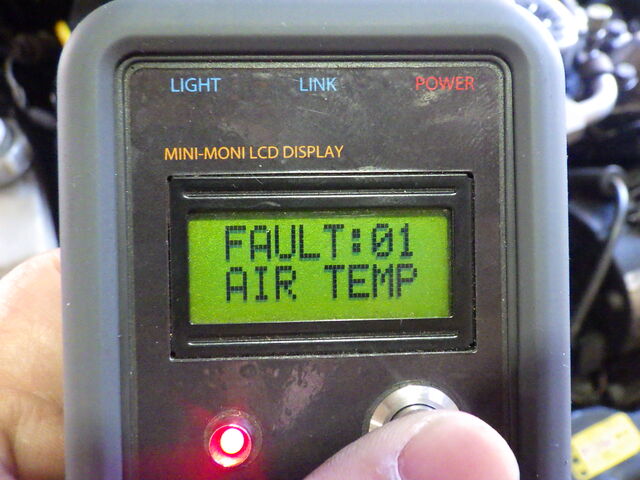 LIGHT LINK POWER
MINI-MONI LCD DISPLAY
FAULT:01
AIR TEMP